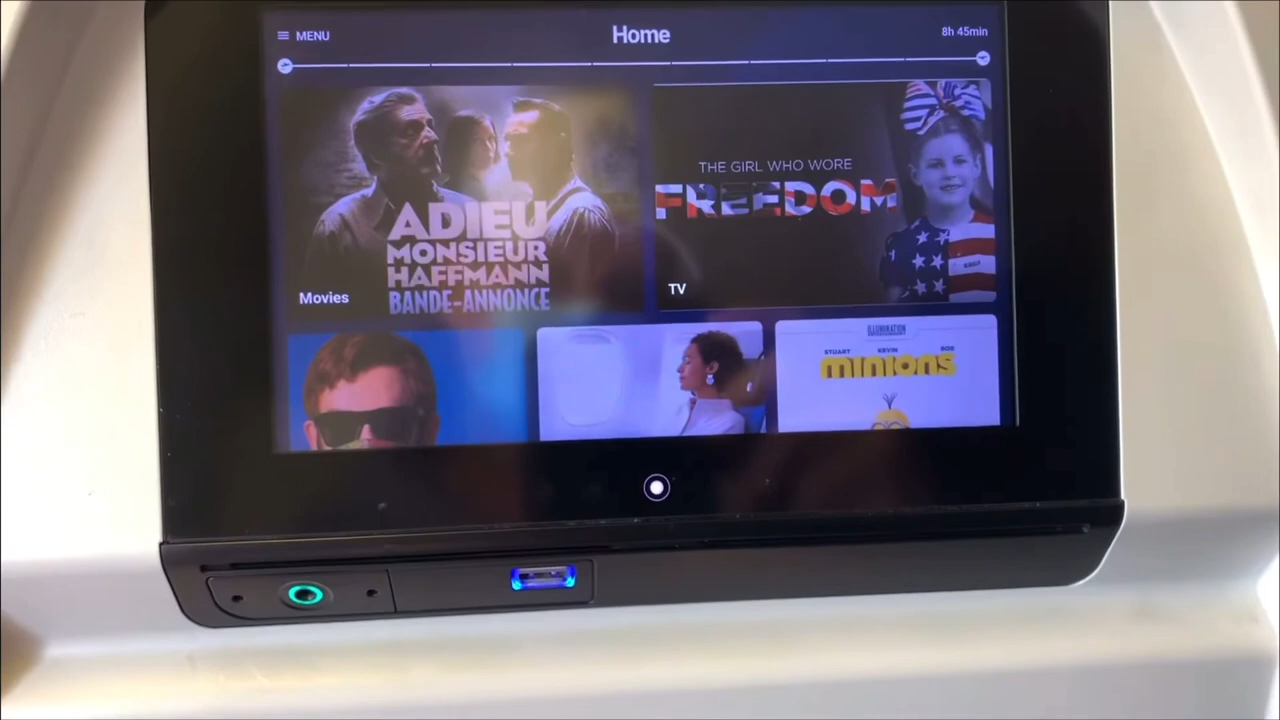 MENU
Home
8h 45min
ADIEU
MONSIEUR
HAFFMANN
BANDE-ANNONCE
Movies
THE GIRL WHO WORE
FREEDOM
TV
ILLUMINATION
ENTERTAINMENT
STUART KEVIN BOB
minions